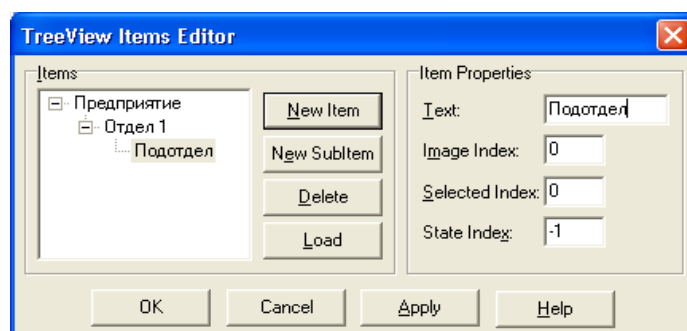 TreeView Items Editor
Items
Предприятие
Отдел 1
Подотдел
New Item
New SubItem
Delete
Load
Item Properties
Text: Подотдел
Image Index: 0
Selected Index: 0
State Index: -1
OK Cancel Apply Help